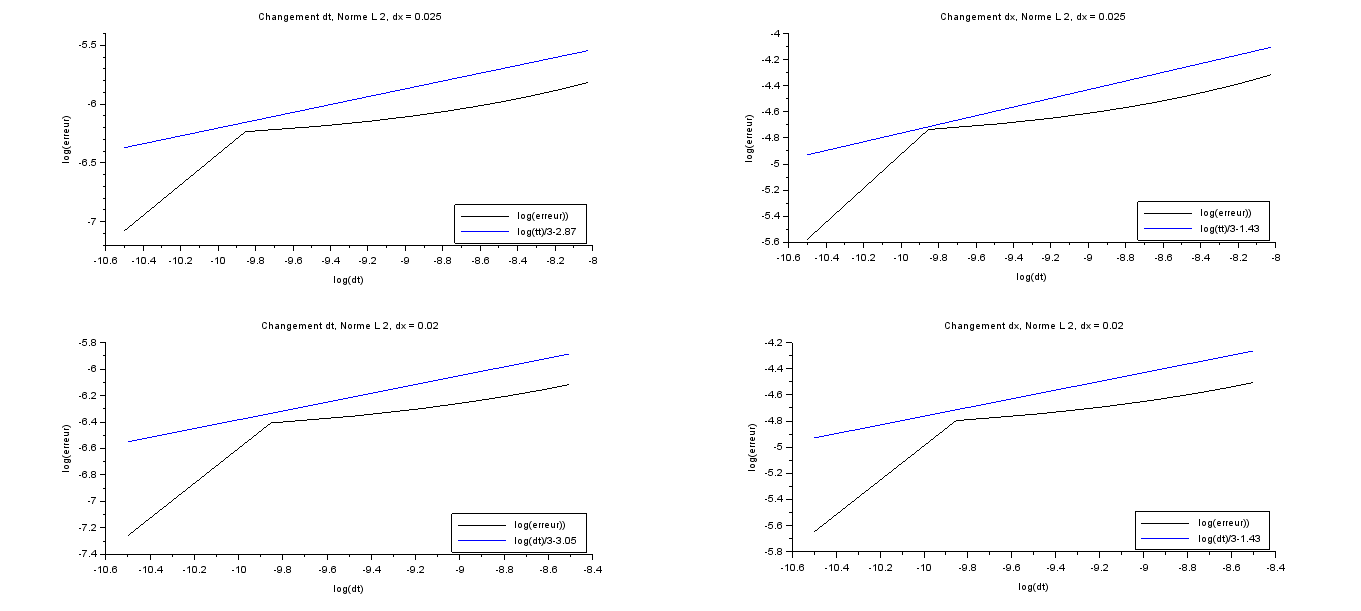 Changement dt, Norme L 2, dx = 0.025
-5.5
-6
-6.5
-7
log(erreur)
-10.6 -10.4 -10.2 -10 -9.8 -9.6 -9.4 -9.2 -9 -8.8 -8.6 -8.4 -8.2 -8
log(dt)
log(erreur))
log(tt)/3-2.87
Changement dx, Norme L 2, dx = 0.025
-4
-4.2
-4.4
-4.6
-4.8
-5
-5.2
-5.4
-5.6
log(erreur)
-10.6 -10.4 -10.2 -10 -9.8 -9.6 -9.4 -9.2 -9 -8.8 -8.6 -8.4 -8.2 -8
log(dt)
log(erreur))
log(tt)/3-1.43
Changement dt, Norme L 2, dx = 0.02
-5.8
-6
-6.2
-6.4
-6.6
-6.8
-7
-7.2
-7.4
log(erreur)
-10.6 -10.4 -10.2 -10 -9.8 -9.6 -9.4 -9.2 -9 -8.8 -8.6 -8.4
log(dt)
log(erreur))
log(dt)/3-3.05
Changement dx, Norme L 2, dx = 0.02
-4.2
-4.4
-4.6
-4.8
-5
-5.2
-5.4
-5.6
-5.8
log(erreur)
-10.6 -10.4 -10.2 -10 -9.8 -9.6 -9.4 -9.2 -9 -8.8 -8.6 -8.4
log(dt)
log(erreur))
log(dt)/3-1.43